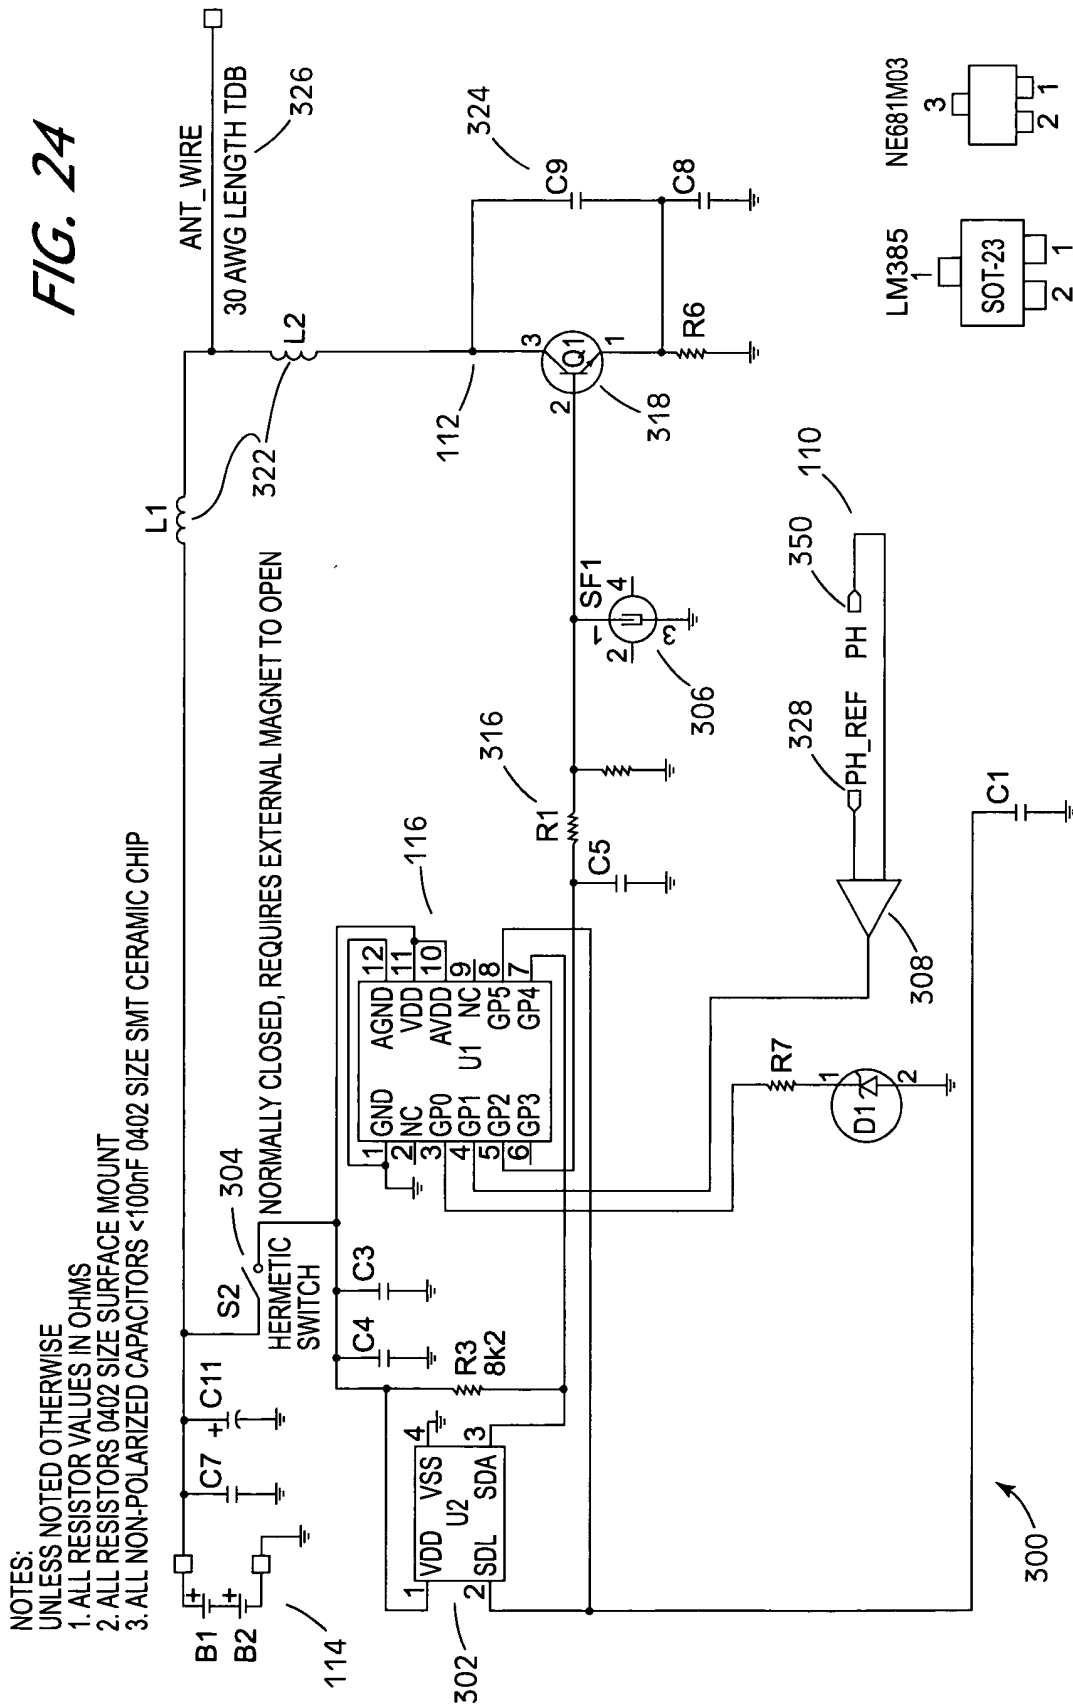 FIG. 24
NOTES:
UNLESS NOTED OTHERWISE
1. ALL RESISTOR VALUES IN OHMS
2. ALL RESISTORS 0402 SIZE SURFACE MOUNT
3. ALL NON-POLARIZED CAPACITORS <100nF 0402 SIZE SMT CERAMIC CHIP
B1
+
B2
+
114
C7
C11
+
S2
304
HERMETIC
SWITCH
NORMALLY CLOSED, REQUIRES EXTERNAL MAGNET TO OPEN
L1
322
L2
ANT_WIRE
30 AWG LENGTH TDB
326
C4
C3
R3
8k2
302
1
VDD
VSS
4
U2
2
SDL
SDA
3
116
1
GND
AGND
12
2
NC
VDD
11
3
GP0
AVDD
10
U1
4
GP1
NC
9
5
GP2
GP5
8
6
GP3
GP4
7
C5
R1
316
SF1
1
2
3
4
306
112
3
2
Q1
1
318
324
C9
C8
R6
R7
D1
1
2
308
328
PH_REF
PH
350
110
C1
300
LM385
1
SOT-23
2
1
NE681M03
3
2
1